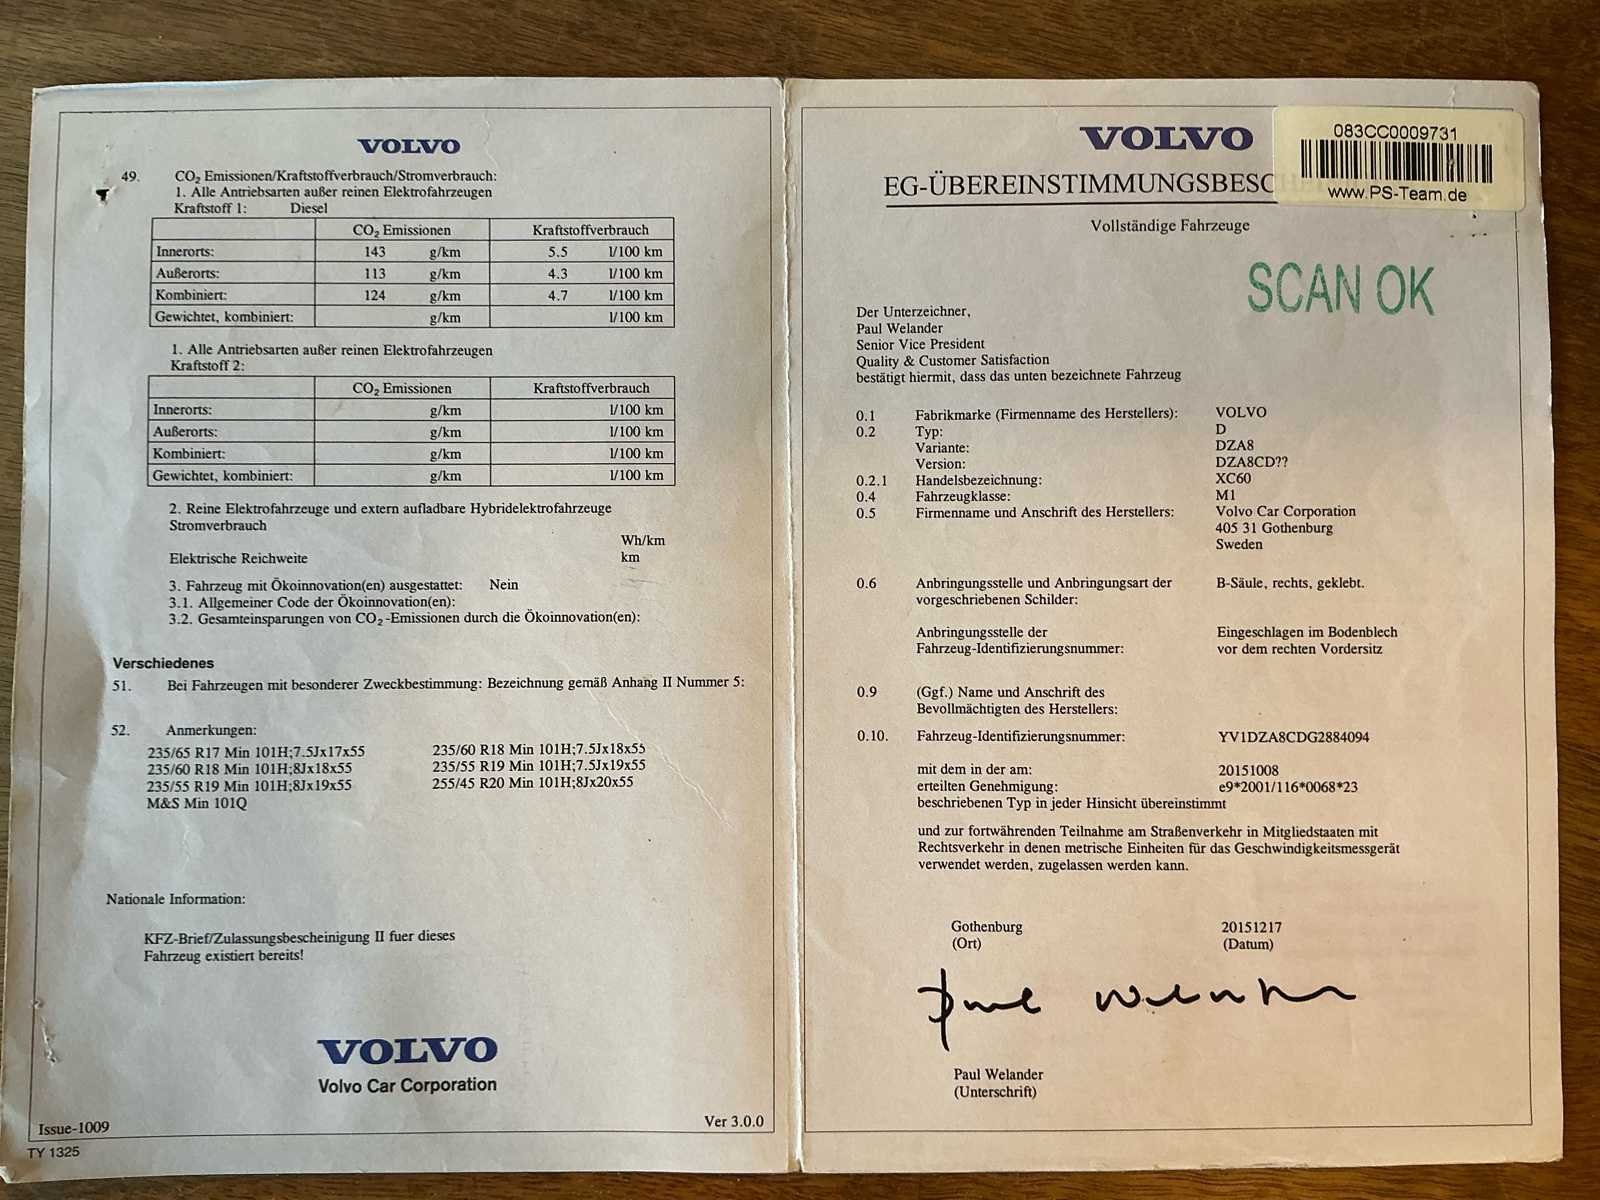 VOLVO
49. CO2 Emissionen/Kraftstoffverbrauch/Stromverbrauch:
1. Alle Antriebsarten außer reinen Elektrofahrzeugen
Kraftstoff 1: Diesel
CO2 Emissionen Kraftstoffverbrauch
Innerorts: 143 g/km 5.5 l/100 km
Außerorts: 113 g/km 4.3 l/100 km
Kombiniert: 124 g/km 4.7 l/100 km
Gewichtet, kombiniert: g/km l/100 km
1. Alle Antriebsarten außer reinen Elektrofahrzeugen
Kraftstoff 2:
CO2 Emissionen Kraftstoffverbrauch
Innerorts: g/km l/100 km
Außerorts: g/km l/100 km
Kombiniert: g/km l/100 km
Gewichtet, kombiniert: g/km l/100 km
2. Reine Elektrofahrzeuge und extern aufladbare Hybridelektrofahrzeuge
Stromverbrauch
Wh/km
Elektrische Reichweite km
3. Fahrzeug mit Ökoinnovation(en) ausgestattet: Nein
3.1. Allgemeiner Code der Ökoinnovation(en):
3.2. Gesamteinsparungen von CO2-Emissionen durch die Ökoinnovation(en):
Verschiedenes
51. Bei Fahrzeugen mit besonderer Zweckbestimmung: Bezeichnung gemäß Anhang II Nummer 5:
52. Anmerkungen:
235/65 R17 Min 101H;7.5Jx17x55 235/60 R18 Min 101H;7.5Jx18x55
235/60 R18 Min 101H;8Jx18x55 235/55 R19 Min 101H;7.5Jx19x55
235/55 R19 Min 101H;8Jx19x55 255/45 R20 Min 101H;8Jx20x55
M&S Min 101Q
Nationale Information:
KFZ-Brief/Zulassungsbescheinigung II fuer dieses
Fahrzeug existiert bereits!
VOLVO
Volvo Car Corporation
Issue-1009 Ver 3.0.0
TY 1325
VOLVO
083CC0009731
www.PS-Team.de
EG-ÜBEREINSTIMMUNGSBESC
Vollständige Fahrzeuge
SCAN OK
Der Unterzeichner,
Paul Welander
Senior Vice President
Quality & Customer Satisfaction
bestätigt hiermit, dass das unten bezeichnete Fahrzeug
0.1 Fabrikmarke (Firmenname des Herstellers): VOLVO
0.2 Typ: D
Variante: DZA8
Version: DZA8CD??
0.2.1 Handelsbezeichnung: XC60
0.4 Fahrzeugklasse: M1
0.5 Firmenname und Anschrift des Herstellers: Volvo Car Corporation
405 31 Gothenburg
Sweden
0.6 Anbringungsstelle und Anbringungsart der B-Säule, rechts, geklebt.
vorgeschriebenen Schilder:
Anbringungsstelle der Eingeschlagen im Bodenblech
Fahrzeug-Identifizierungsnummer: vor dem rechten Vordersitz
0.9 (Ggf.) Name und Anschrift des
Bevollmächtigten des Herstellers:
0.10. Fahrzeug-Identifizierungsnummer: YV1DZA8CDG2884094
mit dem in der am: 20151008
erteilten Genehmigung: e9*2001/116*0068*23
beschriebenen Typ in jeder Hinsicht übereinstimmt
und zur fortwährenden Teilnahme am Straßenverkehr in Mitgliedstaaten mit
Rechtsverkehr in denen metrische Einheiten für das Geschwindigkeitsmessgerät
verwendet werden, zugelassen werden kann.
Gothenburg 20151217
(Ort) (Datum)
Paul Welander
Paul Welander
(Unterschrift)